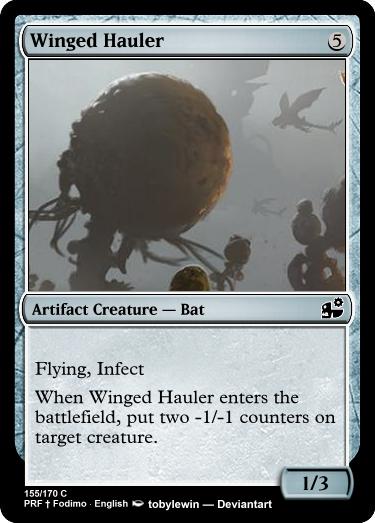 Winged Hauler 5
Artifact Creature — Bat
Flying, Infect
When Winged Hauler enters the
battlefield, put two -1/-1 counters on
target creature.
1/3
155/170 C
PRF † Fodimo · English tobylewin — Deviantart